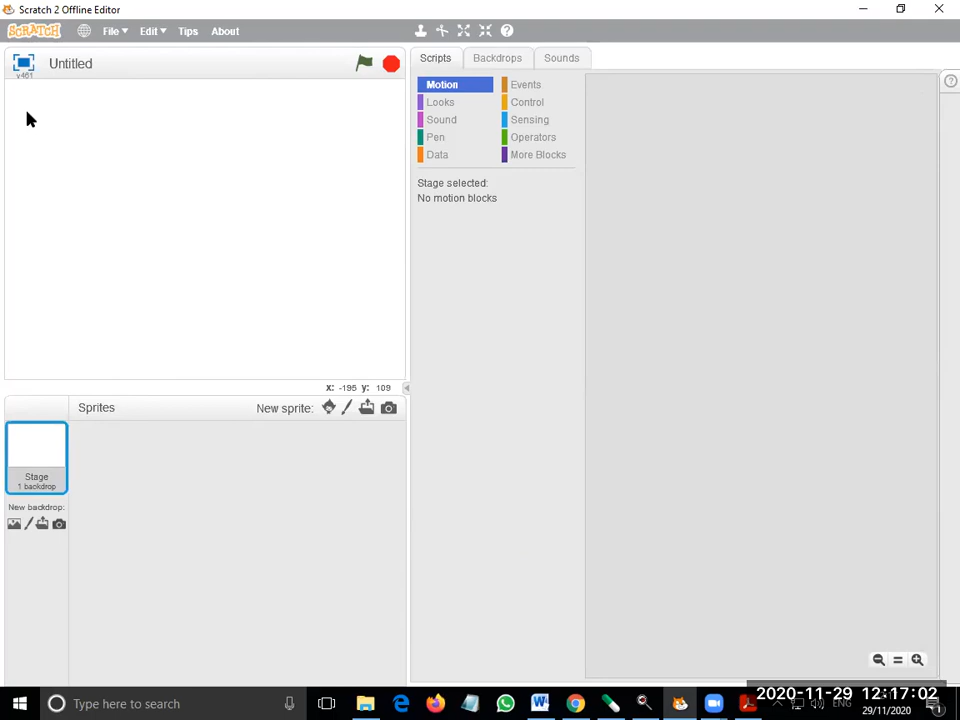 Scratch 2 Offline Editor
SCRATCH File Edit Tips About
v461 Untitled
Scripts Backdrops Sounds
Motion Events
Looks Control
Sound Sensing
Pen Operators
Data More Blocks
Stage selected:
No motion blocks
x: -195 y: 109
Sprites New sprite:
Stage
1 backdrop
New backdrop:
Type here to search
ENG
2020-11-29 12:17:02
29/11/2020